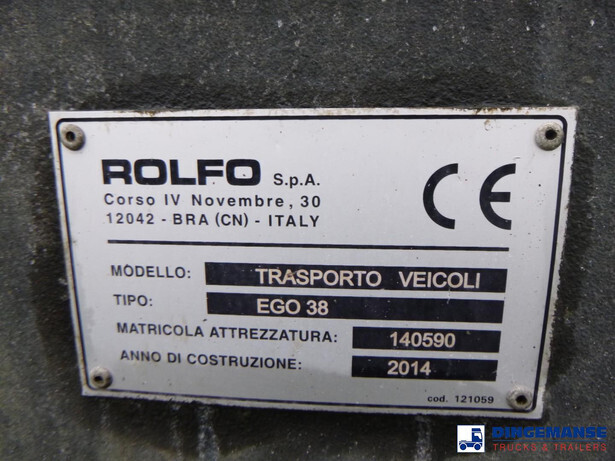 ROLFO S.p.A.
Corso IV Novembre, 30
12042 - BRA (CN) - ITALY
CE
MODELLO: TRASPORTO VEICOLI
TIPO: EGO 38
MATRICOLA ATTREZZATURA: 140590
ANNO DI COSTRUZIONE: 2014
cod. 121059
DINGEMANSE
TRUCKS & TRAILERS